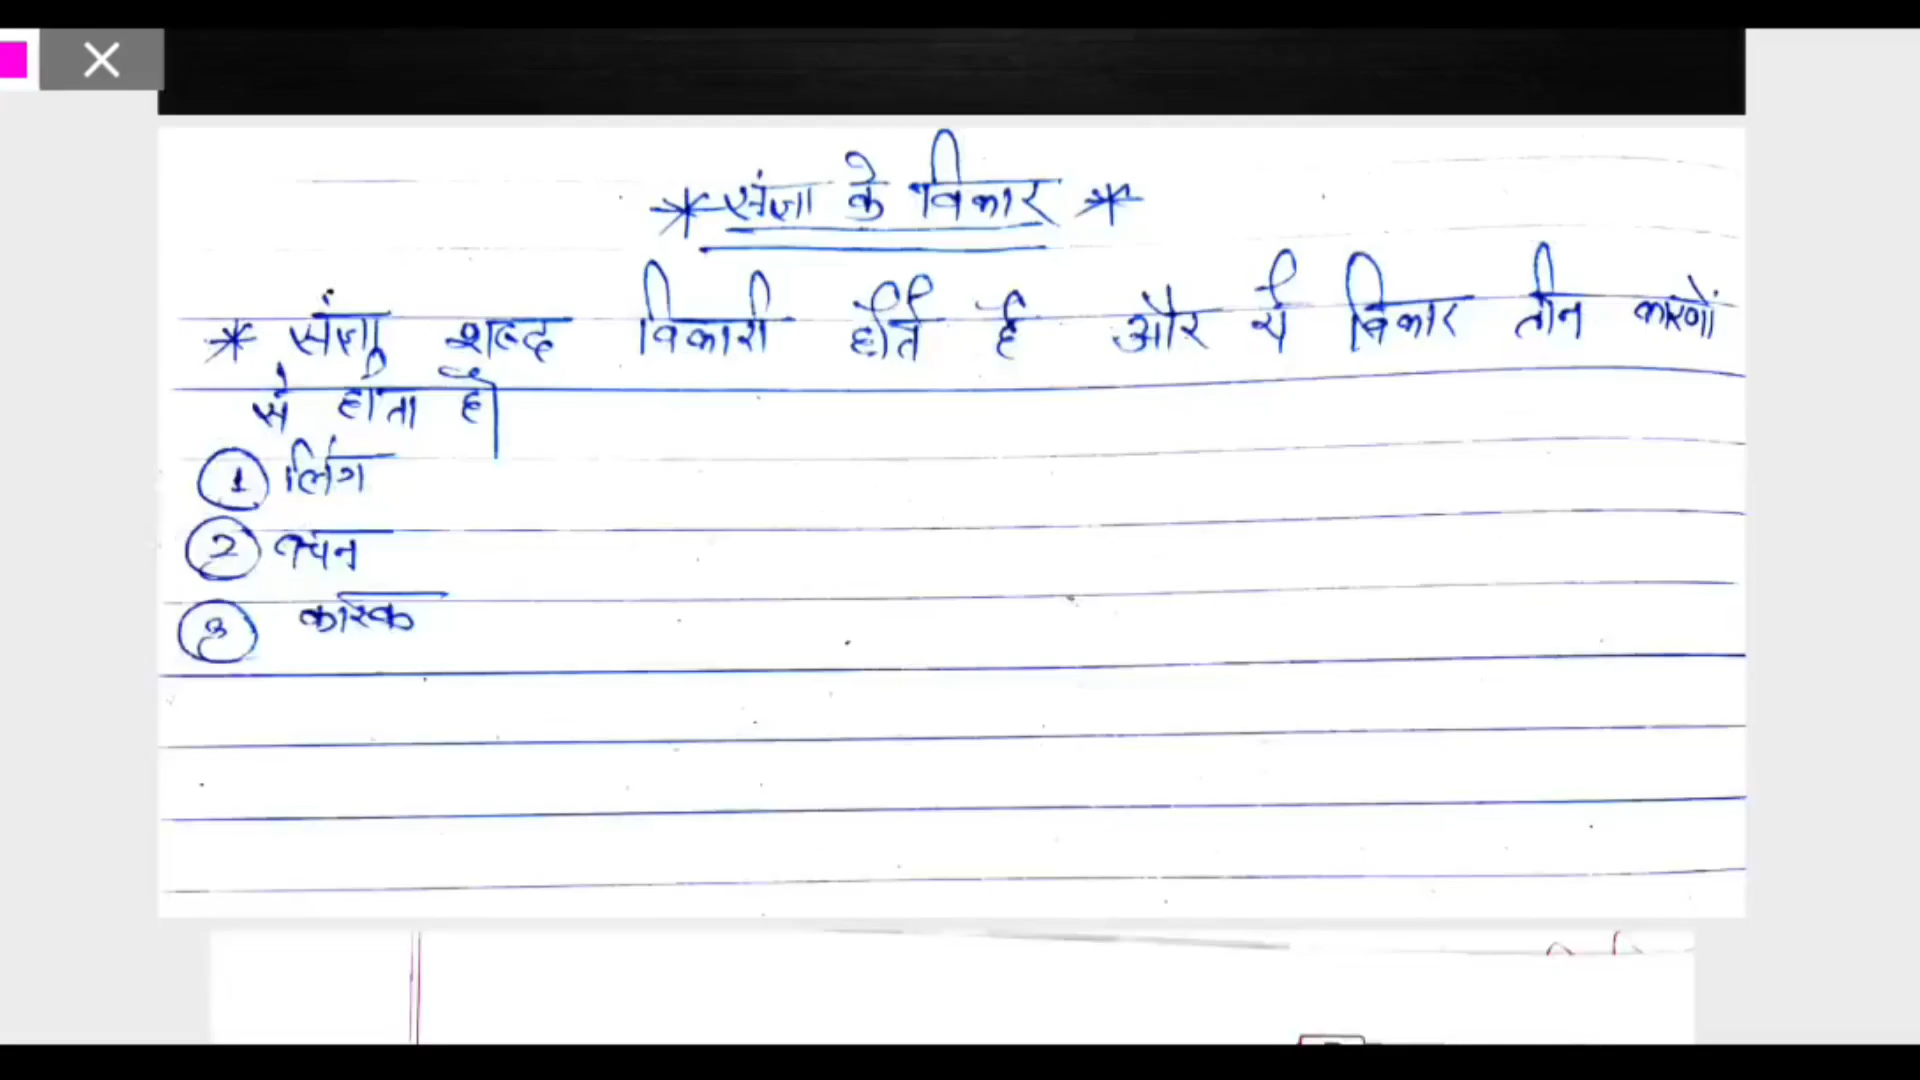 * संज्ञा के विकार *
* संज्ञा शब्द विकारी होते है और ये विकार तीन कारणों
से होता है।
① लिंग
② वचन
③ कारक